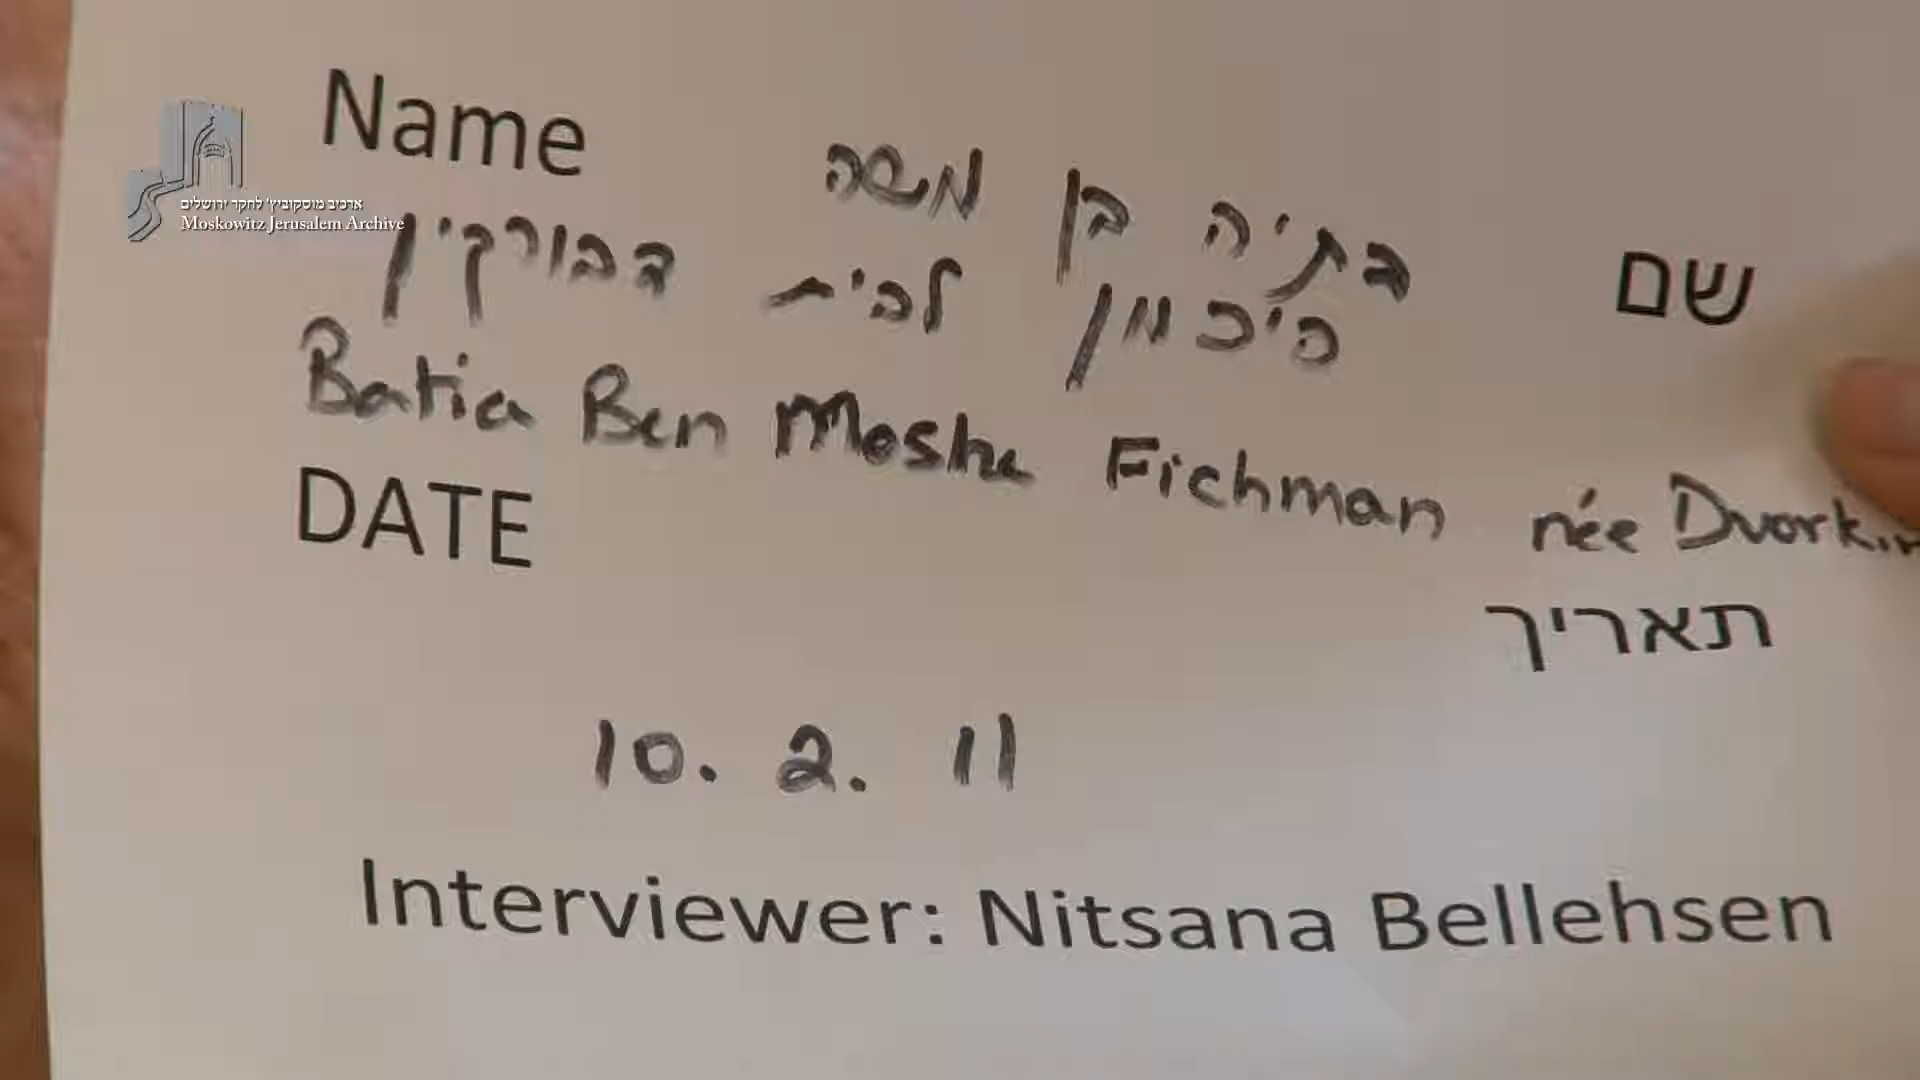 Name
שם
בתיה בן משה
פיכמן לבית דבורקין
Batia Ben Moshe Fichman née Dvorkin
DATE
תאריך
10. 2. 11
Interviewer: Nitsana Bellehsen
ארכיב מוסקוביץ' לחקר ירושלים
Moskowitz Jerusalem Archive